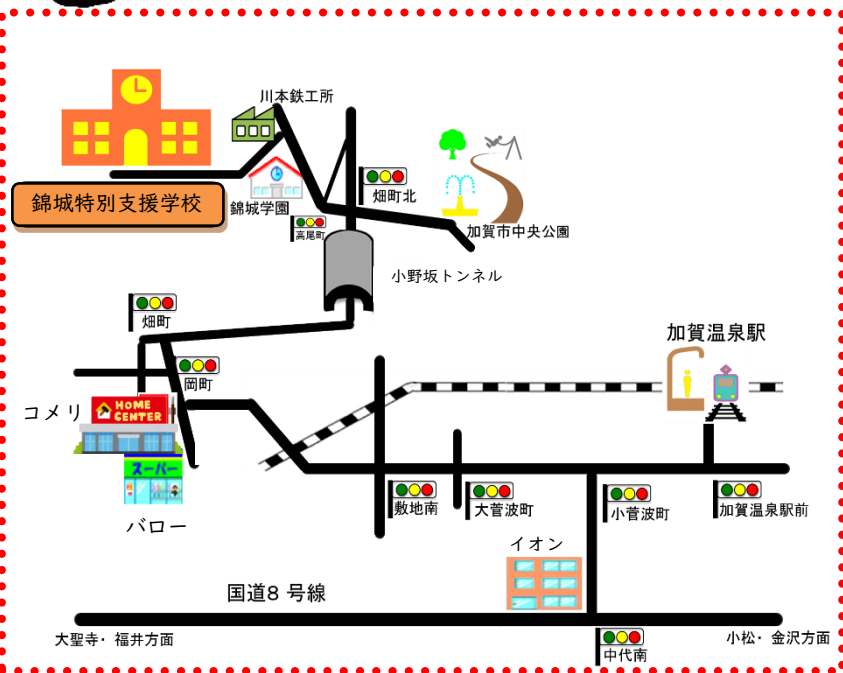 川本鉄工所
畑町北
錦城特別支援学校
錦城学園
高尾町
加賀市中央公園
小野坂トンネル
畑町
加賀温泉駅
岡町
コメリ
HOME
CENTER
スーパー
バロー
敷地南
大菅波町
小菅波町
加賀温泉駅前
イオン
国道8 号線
大聖寺・福井方面
小松・金沢方面
中代南